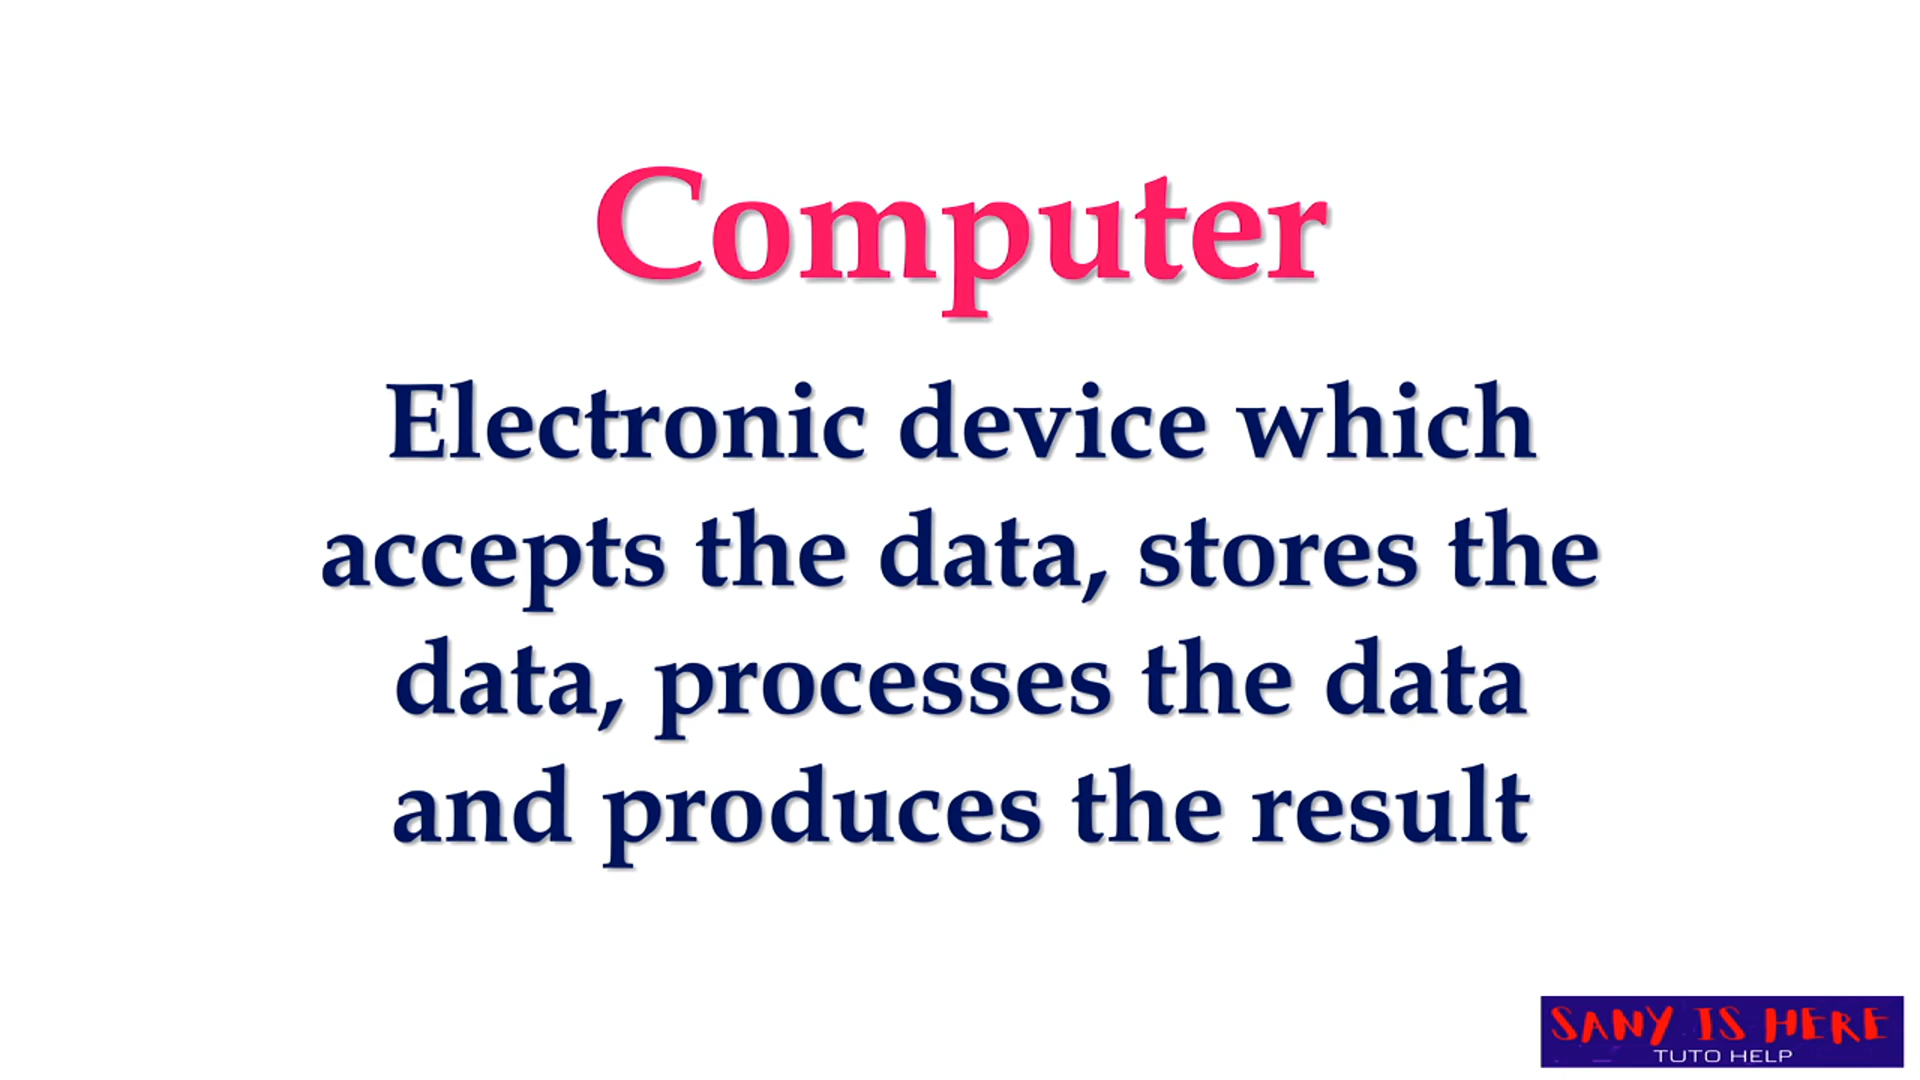 Computer
Electronic device which
accepts the data, stores the
data, processes the data
and produces the result
SANY IS HERE
TUTO HELP